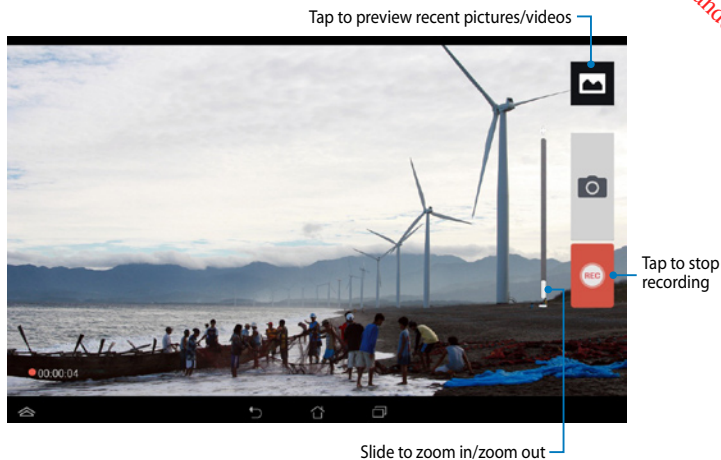 Tap to preview recent pictures/videos
REC
Tap to stop
recording
00:00:04
Slide to zoom in/zoom out